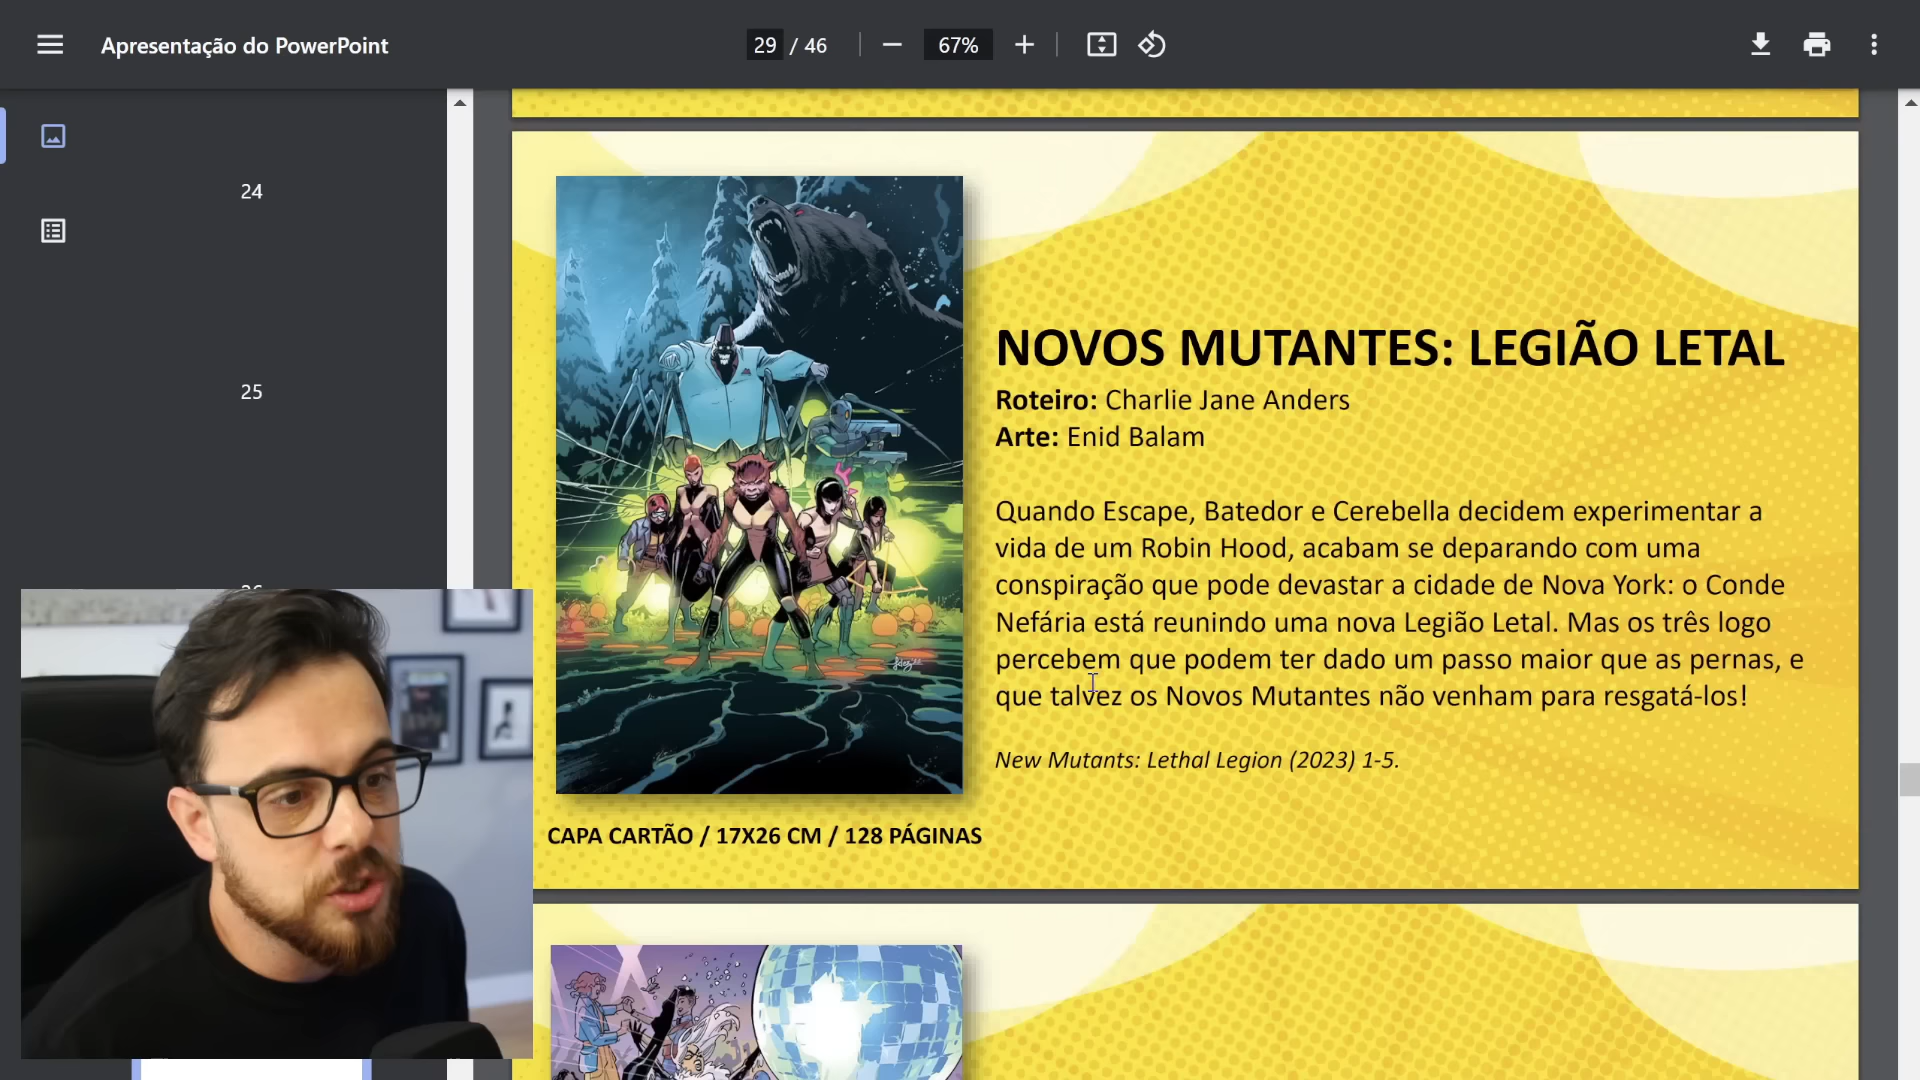 Apresentação do PowerPoint
29 / 46
67%
24
25
NOVOS MUTANTES: LEGIÃO LETAL
Roteiro: Charlie Jane Anders
Arte: Enid Balam
Quando Escape, Batedor e Cerebella decidem experimentar a
vida de um Robin Hood, acabam se deparando com uma
conspiração que pode devastar a cidade de Nova York: o Conde
Nefária está reunindo uma nova Legião Letal. Mas os três logo
percebem que podem ter dado um passo maior que as pernas, e
que talvez os Novos Mutantes não venham para resgatá-los!
New Mutants: Lethal Legion (2023) 1-5.
CAPA CARTÃO / 17X26 CM / 128 PÁGINAS